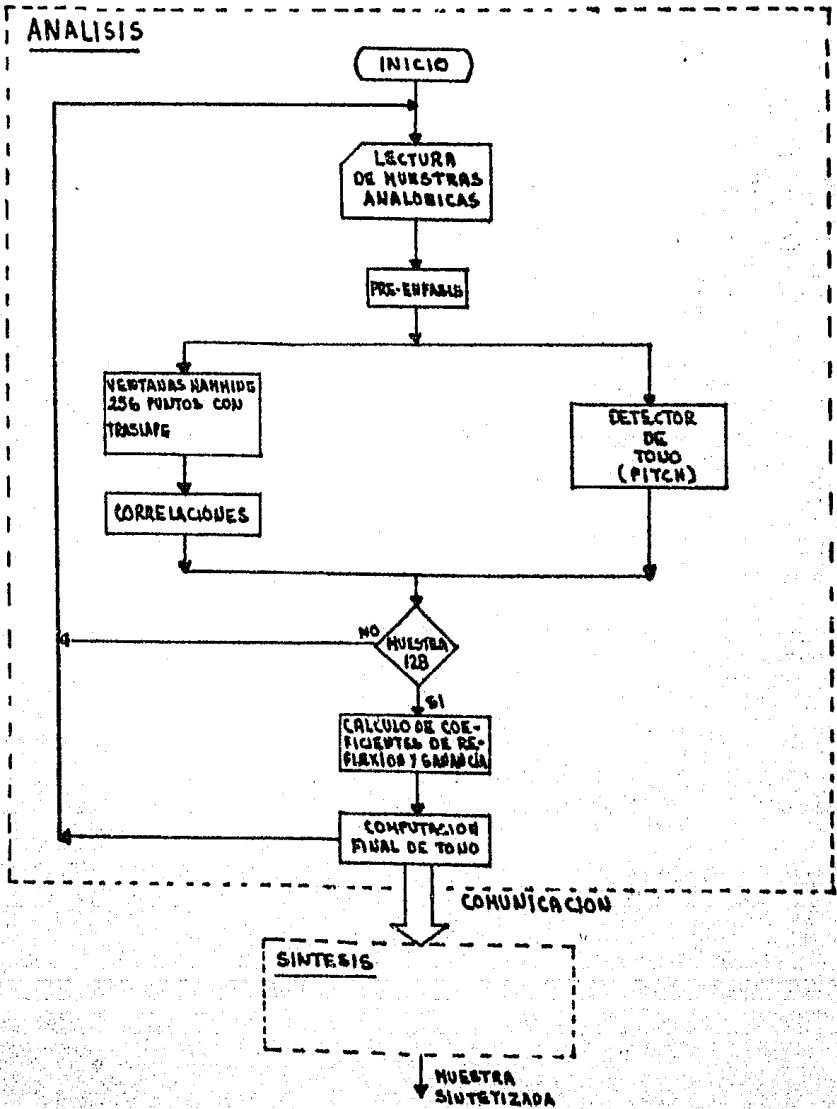 ANALISIS
INICIO
LECTURA
DE MUESTRAS
ANALOGICAS
PRE-ENFASIS
VENTANAS HAMMING
256 PUNTOS CON
TRASLAPE
DETECTOR
DE
TONO
(PITCH)
CORRELACIONES
NO
MUESTRA
128
SI
CALCULO DE COE-
FICIENTES DE RE-
FLEXION Y GANANCIA
COMPUTACION
FINAL DE TONO
COMUNICACION
SINTESIS
MUESTRA
SINTETIZADA